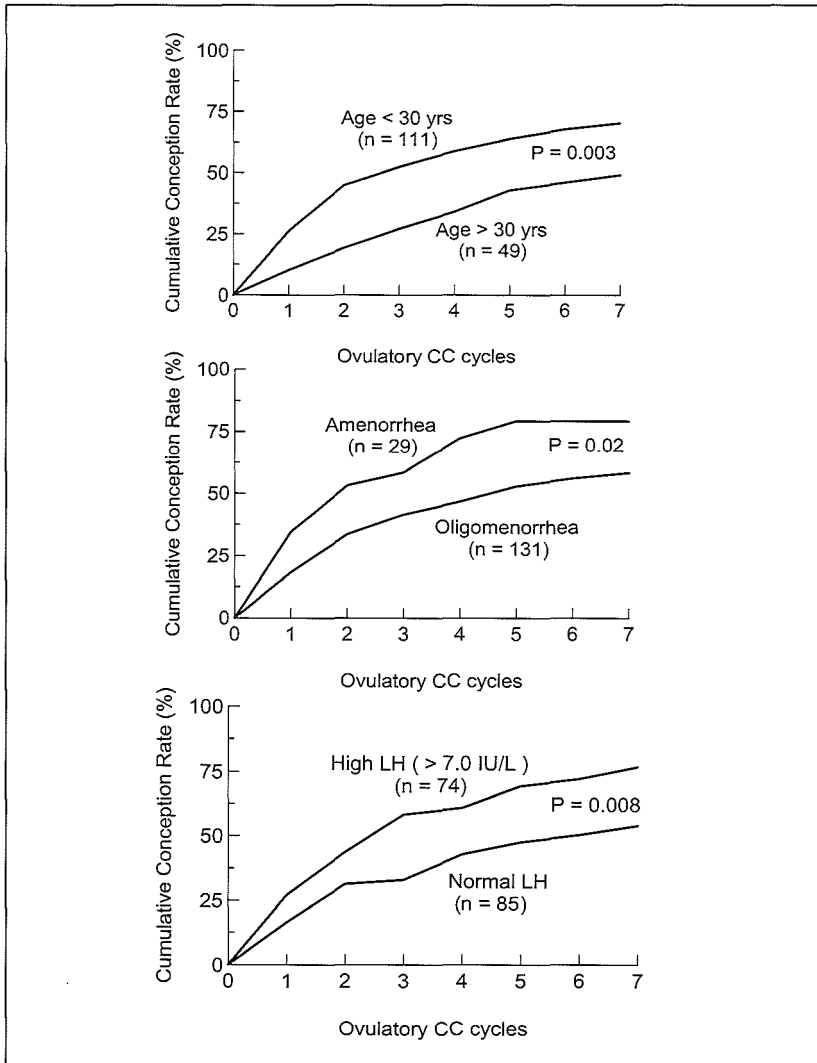 Cumulative Conception Rate (%)
100
75
50
25
0
Age < 30 yrs
(n = 111)
P = 0.003
Age > 30 yrs
(n = 49)
0 1 2 3 4 5 6 7
Ovulatory CC cycles
Cumulative Conception Rate (%)
100
75
50
25
0
Amenorrhea
(n = 29)
P = 0.02
Oligomenorrhea
(n = 131)
0 1 2 3 4 5 6 7
Ovulatory CC cycles
Cumulative Conception Rate (%)
100
75
50
25
0
High LH ( > 7.0 IU/L )
(n = 74)
P = 0.008
Normal LH
(n = 85)
0 1 2 3 4 5 6 7
Ovulatory CC cycles